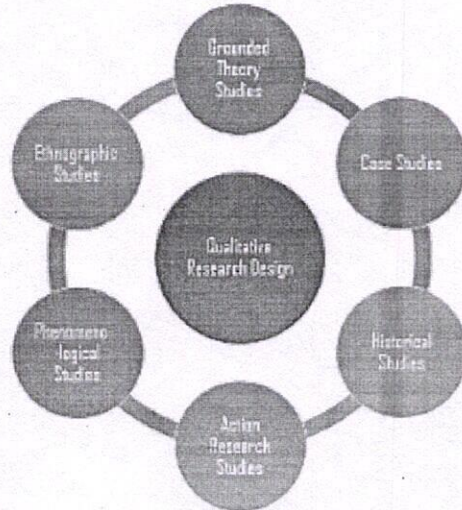 Grounded
Theory
Studies
Ethnographic
Studies
Case Studies
Qualitative
Research Design
Phenomeno
logical
Studies
Historical
Studies
Action
Research
Studies